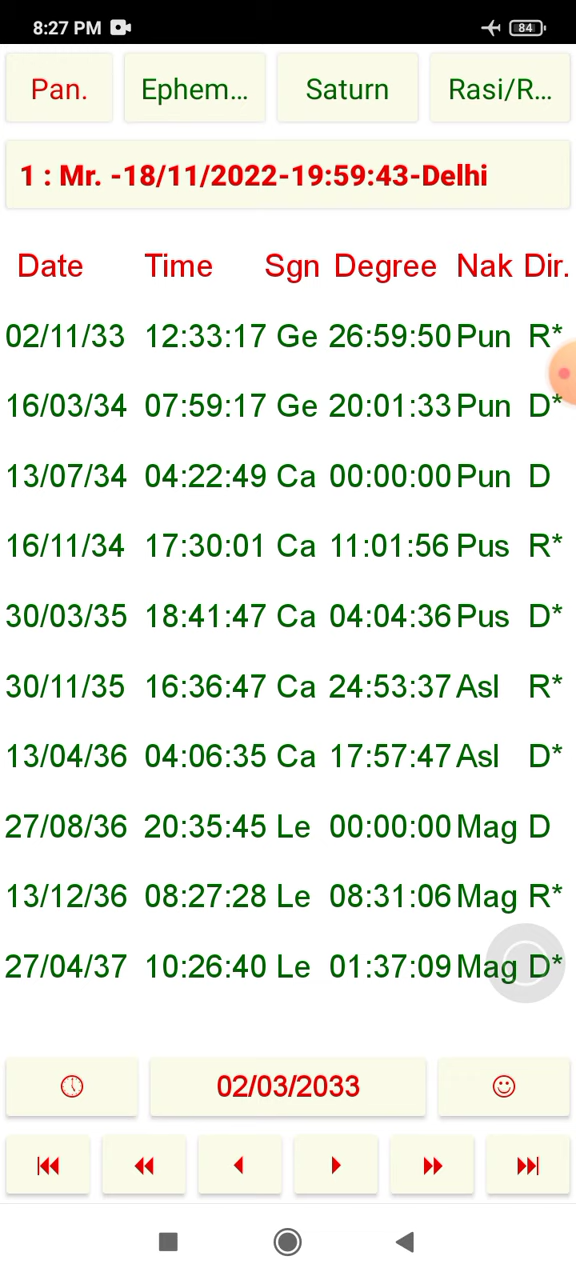 8:27 PM 84
Pan. Ephem... Saturn Rasi/R...
1 : Mr. -18/11/2022-19:59:43-Delhi
Date Time Sgn Degree Nak Dir.
02/11/33 12:33:17 Ge 26:59:50 Pun R*
16/03/34 07:59:17 Ge 20:01:33 Pun D*
13/07/34 04:22:49 Ca 00:00:00 Pun D
16/11/34 17:30:01 Ca 11:01:56 Pus R*
30/03/35 18:41:47 Ca 04:04:36 Pus D*
30/11/35 16:36:47 Ca 24:53:37 Asl R*
13/04/36 04:06:35 Ca 17:57:47 Asl D*
27/08/36 20:35:45 Le 00:00:00 Mag D
13/12/36 08:27:28 Le 08:31:06 Mag R*
27/04/37 10:26:40 Le 01:37:09 Mag D*
02/03/2033